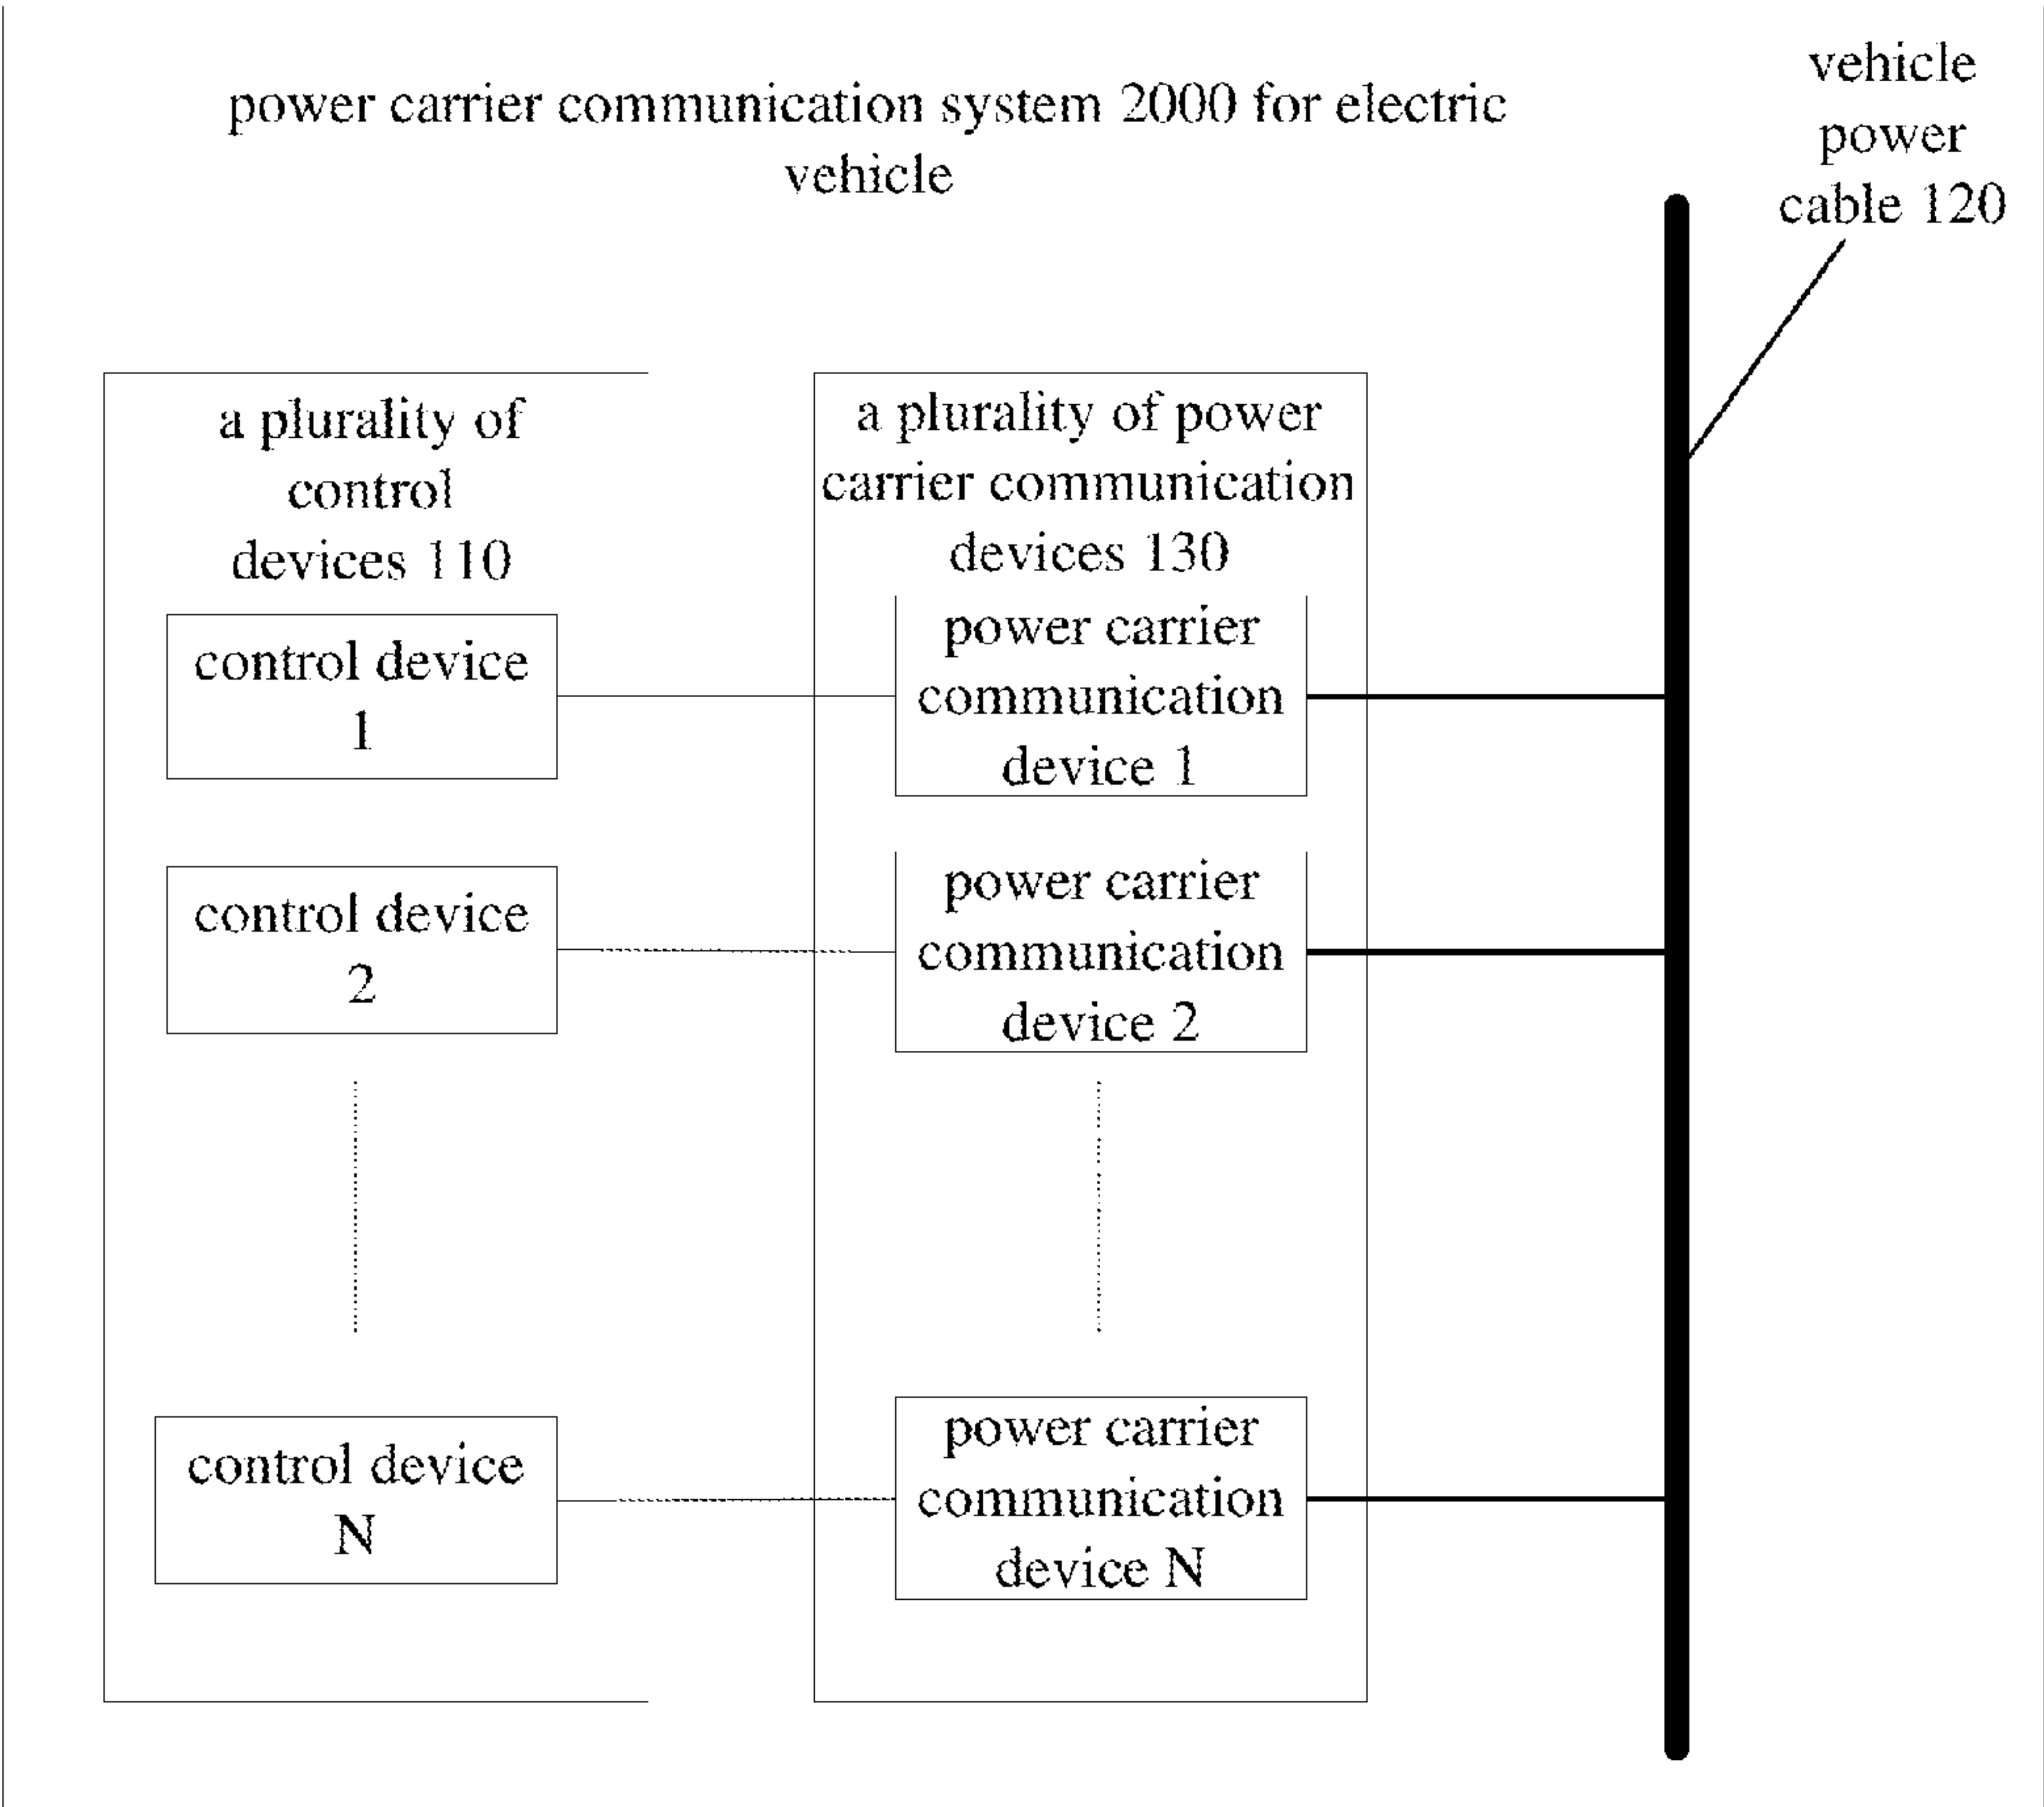 power carrier communication system 2000 for electric
vehicle
vehicle
power
cable 120
a plurality of
control
devices 110
a plurality of power
carrier communication
devices 130
control device
1
power carrier
communication
device 1
control device
2
power carrier
communication
device 2
control device
N
power carrier
communication
device N